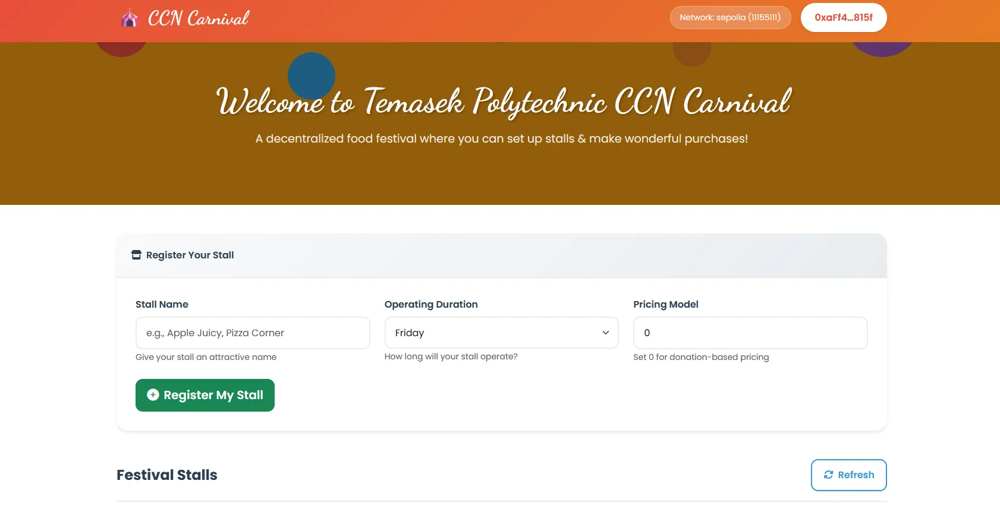 CCN Carnival
Network: sepolia (11155111)
0xaFf4...815f
Welcome to Temasek Polytechnic CCN Carnival
A decentralized food festival where you can set up stalls & make wonderful purchases!
Register Your Stall
Stall Name
Operating Duration
Pricing Model
e.g., Apple Juicy, Pizza Corner
Friday
0
Give your stall an attractive name
How long will your stall operate?
Set 0 for donation-based pricing
Register My Stall
Festival Stalls
Refresh